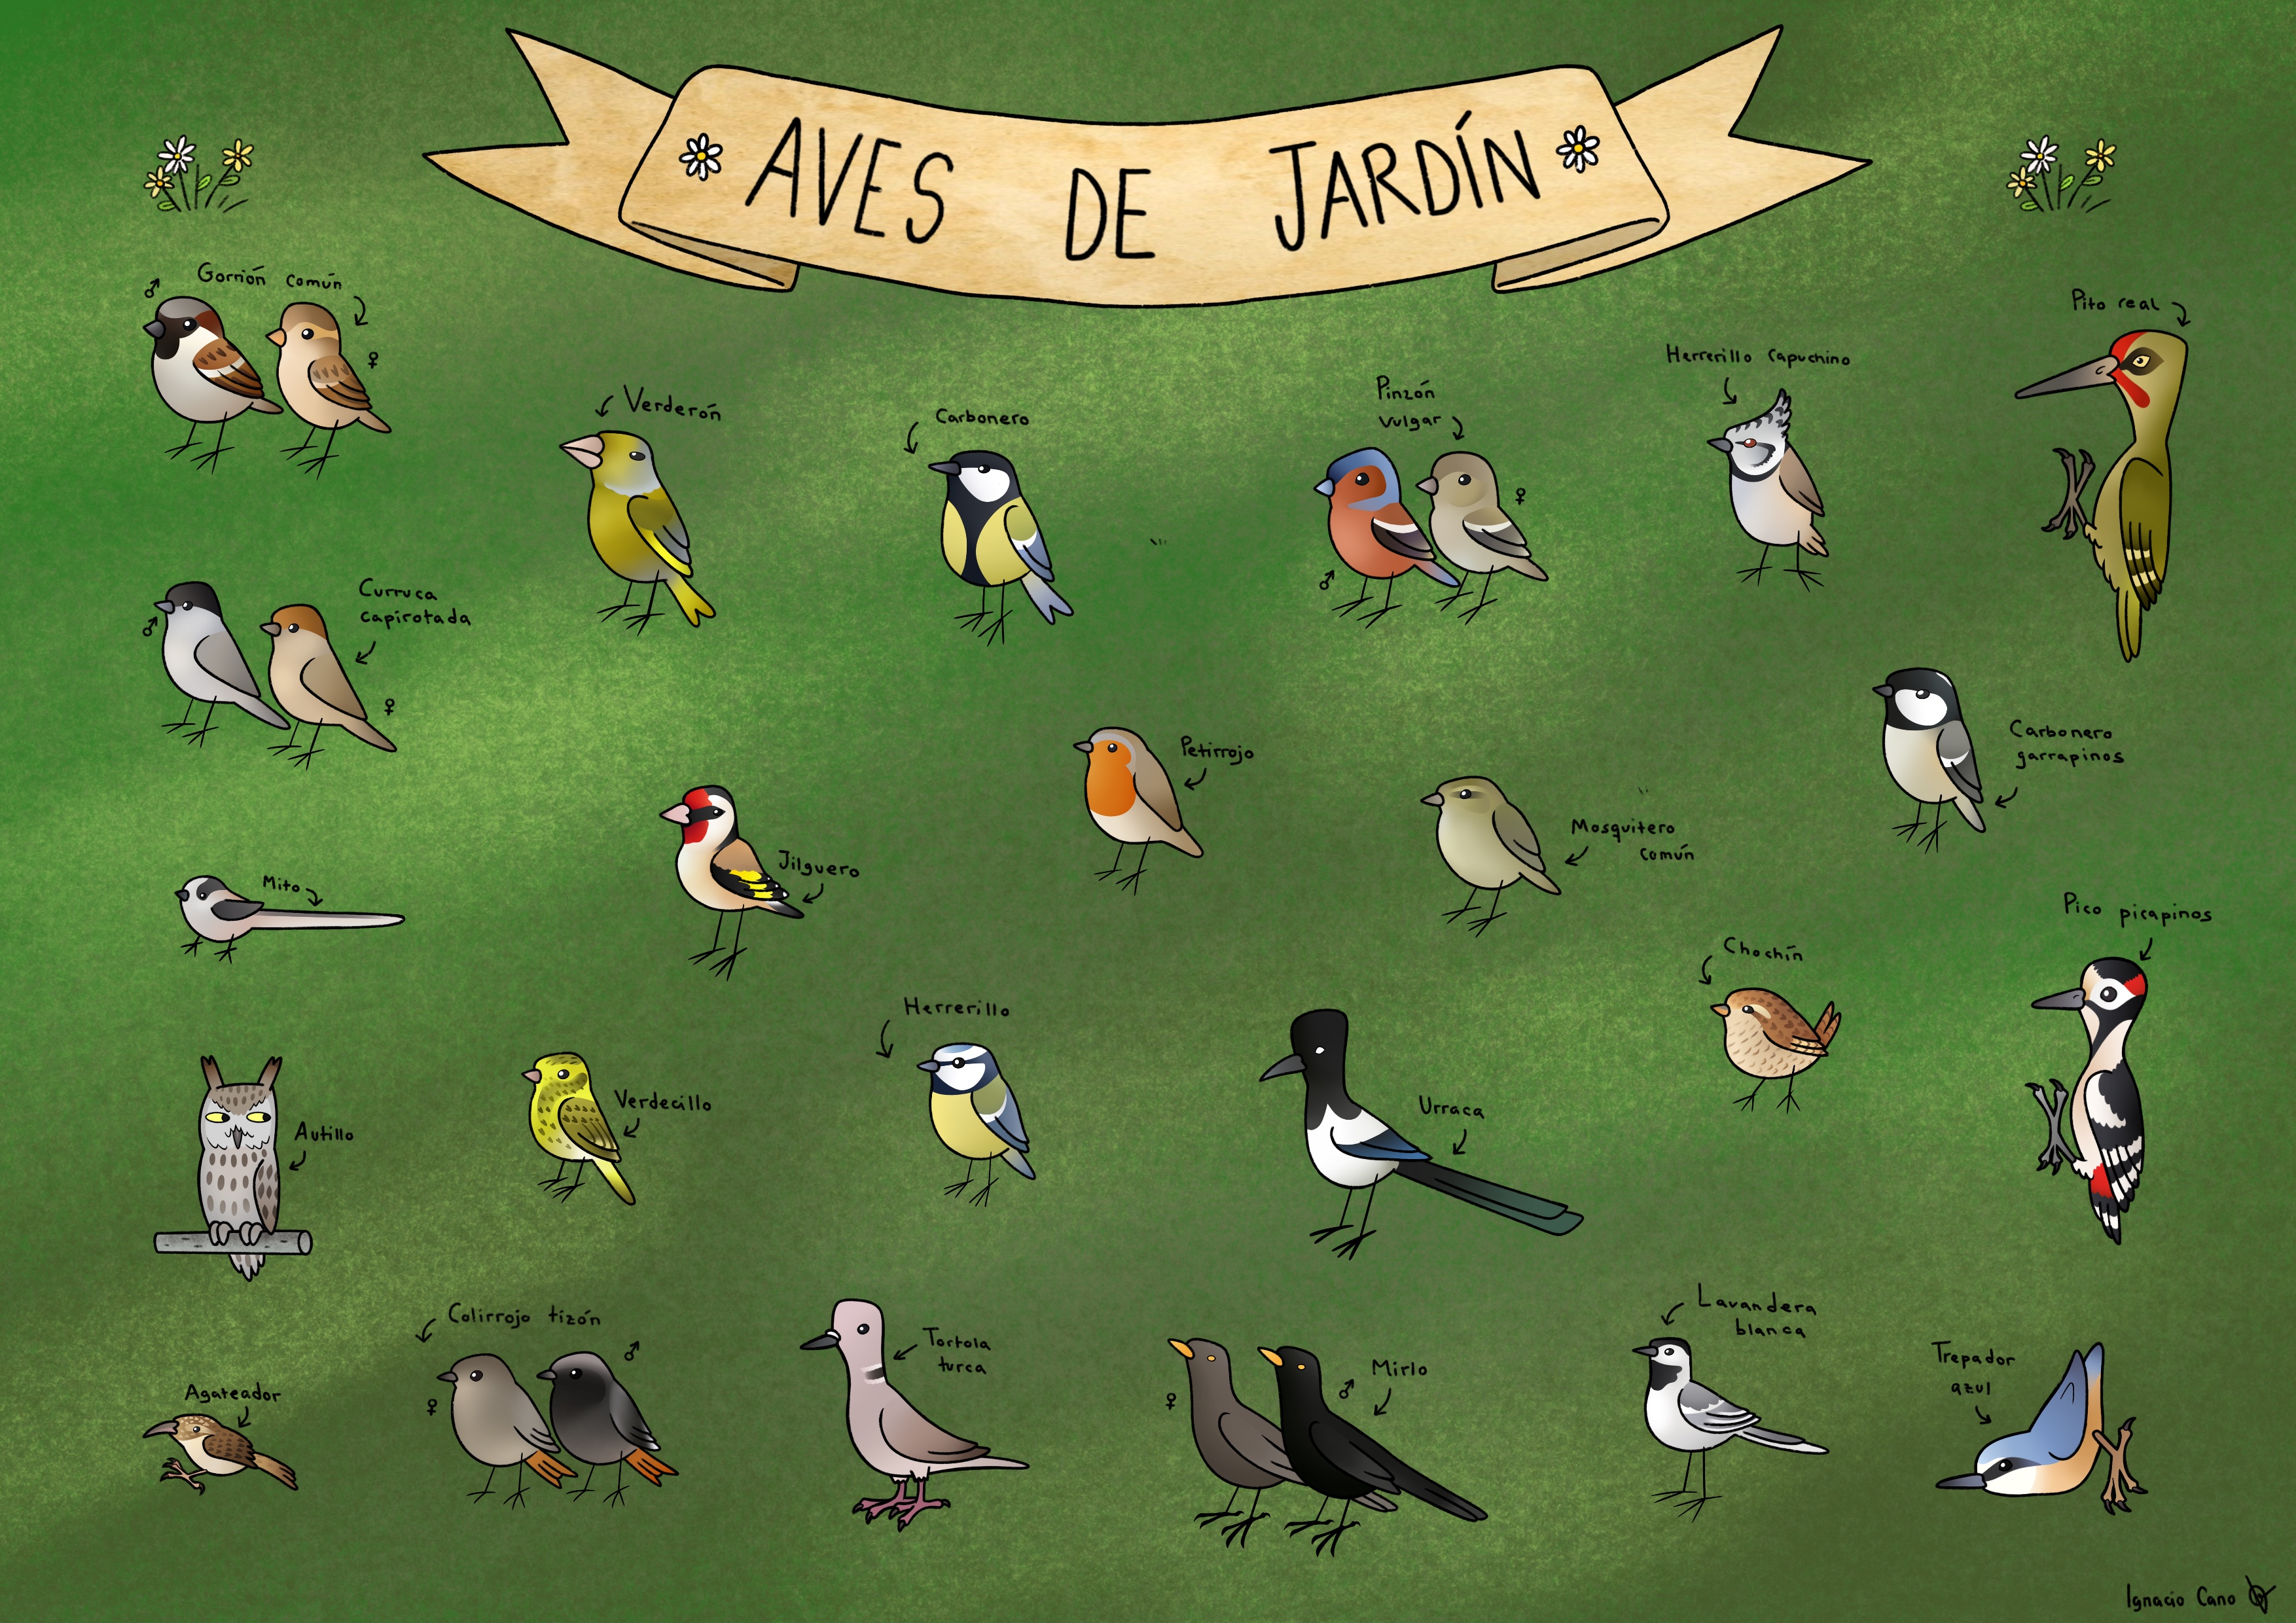 AVES DE JARDÍN
♂ Gorrión común
♀
Pito real
Herrerillo capuchino
Verderón
Carbonero
Pinzón
vulgar
♀
♂
Curruca
capirotada
♂
♀
Petirrojo
Carbonero
garrapinos
Mosquitero
común
Jilguero
Mito
Pico picapinos
Chochín
Herrerillo
Verdecillo
Urraca
Autillo
Colirrojo tizón
♂
♀
Tortola
turca
Mirlo
♂
♀
Lavandera
blanca
Trepador
azul
Agateador
Ignacio Cano